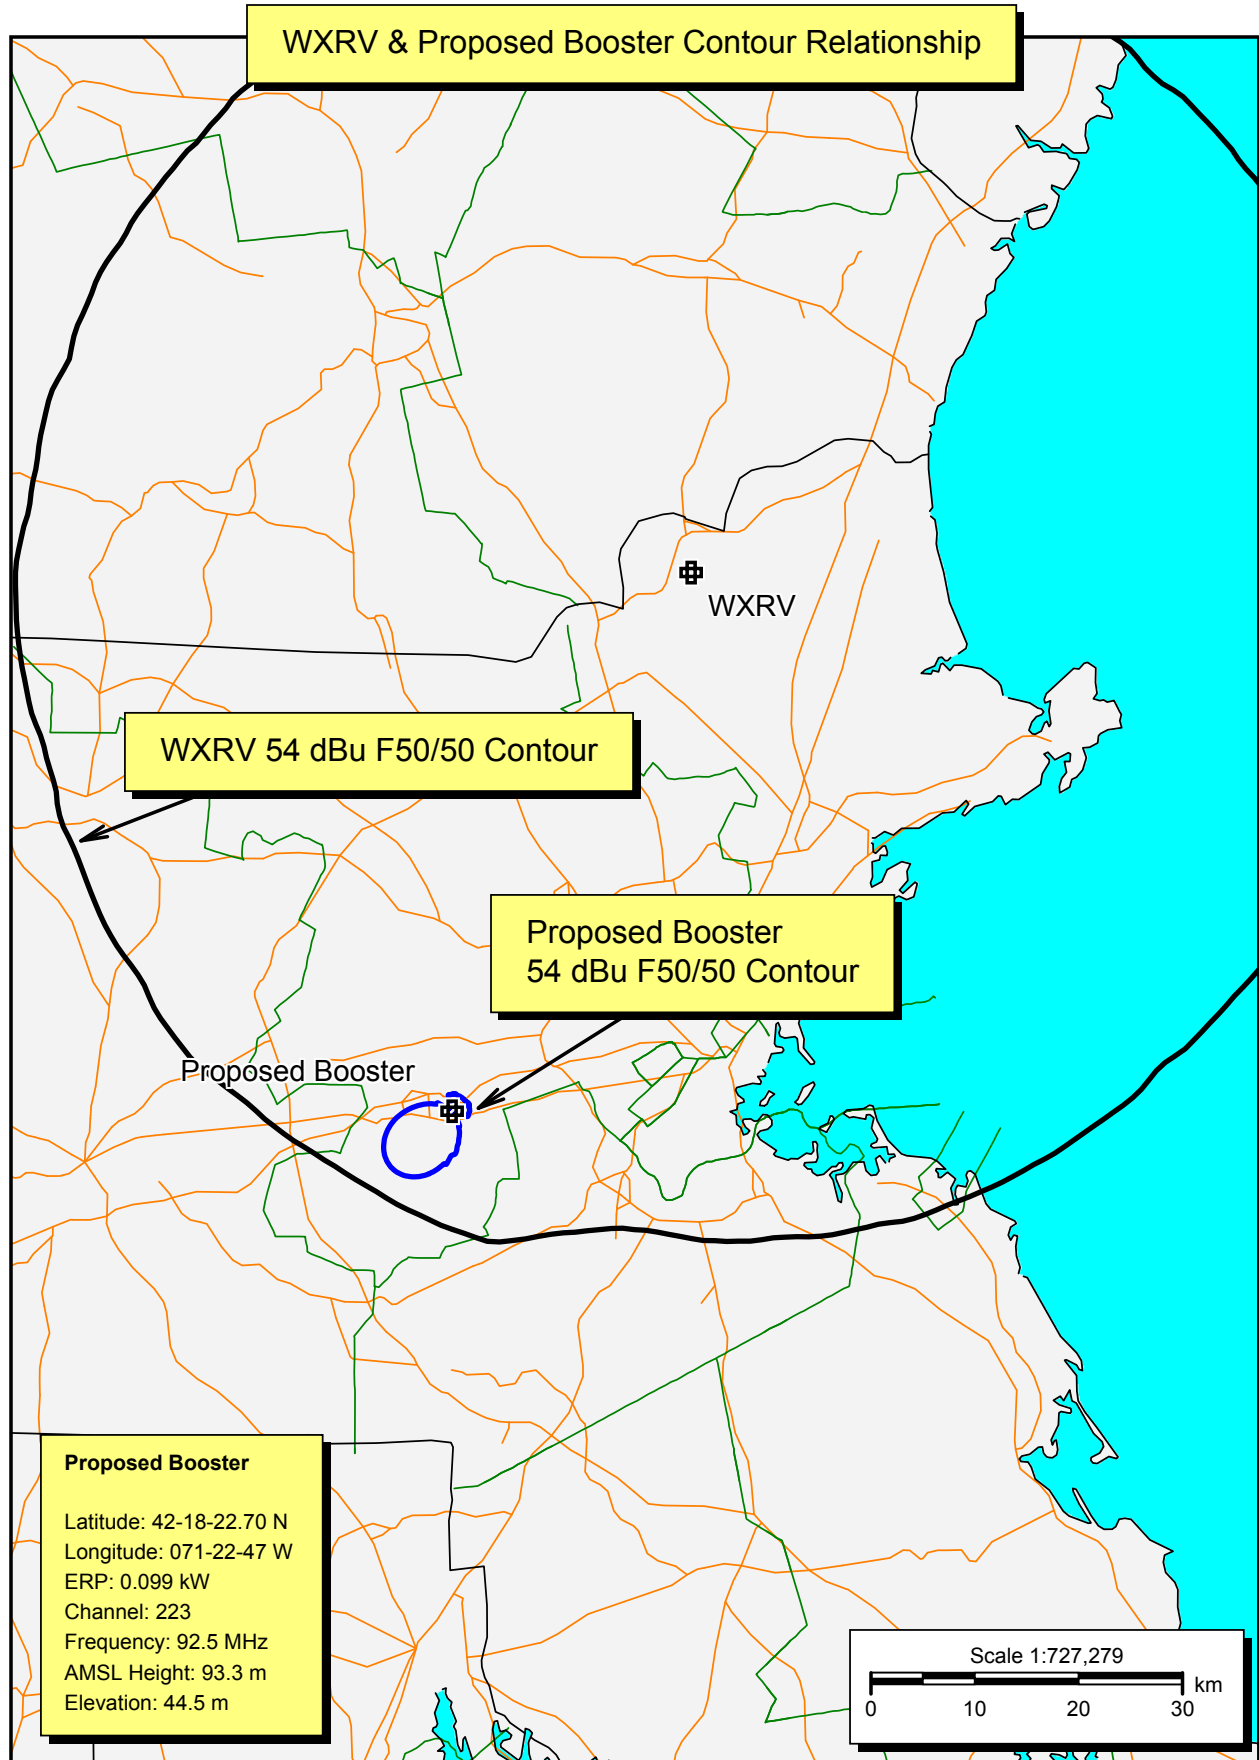 WXRV & Proposed Booster Contour Relationship
WXRV
WXRV 54 dBu F50/50 Contour
Proposed Booster
54 dBu F50/50 Contour
Proposed Booster
Proposed Booster
Latitude: 42-18-22.70 N
Longitude: 071-22-47 W
ERP: 0.099 kW
Channel: 223
Frequency: 92.5 MHz
AMSL Height: 93.3 m
Elevation: 44.5 m
Scale 1:727,279
0 10 20 30 km